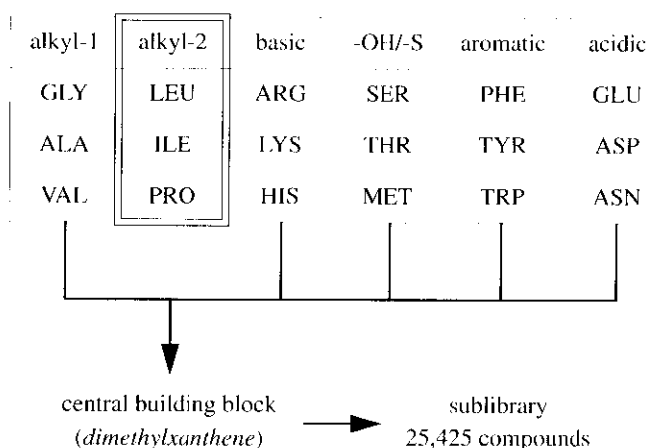 alkyl-1 alkyl-2 basic -OH/-S aromatic acidic
GLY LEU ARG SER PHE GLU
ALA ILE LYS THR TYR ASP
VAL PRO HIS MET TRP ASN
central building block sublibrary
(dimethylxanthene) 25,425 compounds